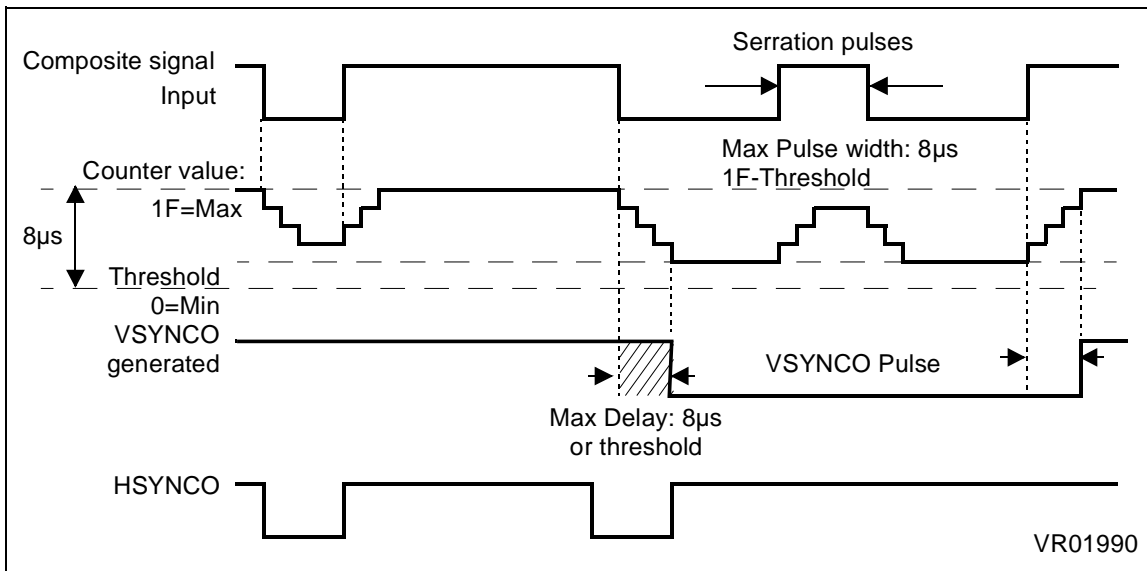 Serration pulses
Composite signal
Input
Max Pulse width: 8µs
1F-Threshold
Counter value:
1F=Max
8µs
Threshold
0=Min
VSYNCO
generated
VSYNCO Pulse
Max Delay: 8µs
or threshold
HSYNCO
VR01990